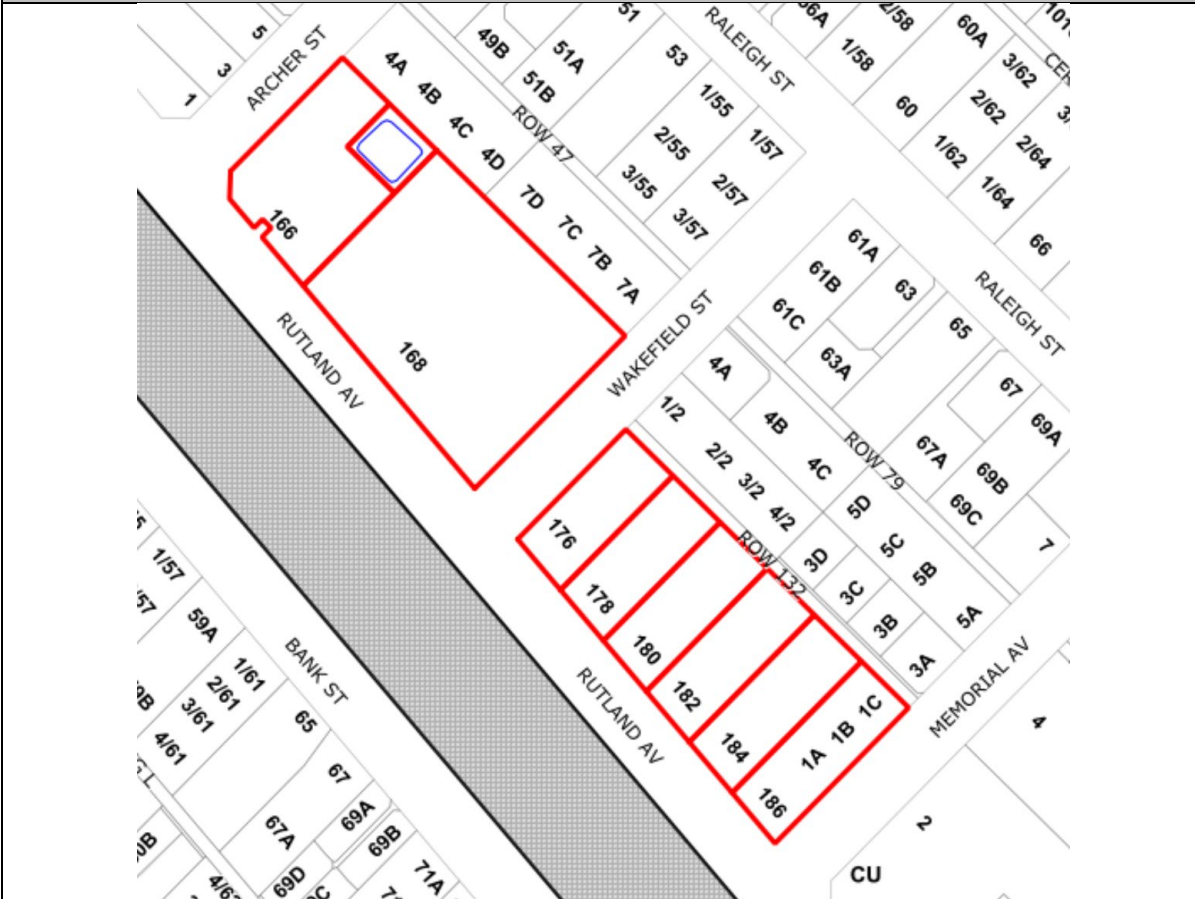 51
56A
2/58
60A
101
5
49B
51A
53
RALEIGH ST
1/58
3/62
3
ARCHER ST
4A
51B
1/55
60
2/62
1
4B
4C
ROW 47
2/55
1/57
1/62
2/64
4D
3/55
2/57
1/64
7D
3/57
66
166
7C
61A
7B
61B
63
7A
61C
65
RALEIGH ST
RUTLAND AV
168
WAKEFIELD ST
63A
4A
67
1/2
4B
69A
2/2
4C
ROW 79
67A
3/2
69B
4/2
5D
69C
176
ROW 132
3D
5C
7
1/57
178
3C
5B
59A
180
3B
5A
BANK ST
1/61
182
3A
2/61
RUTLAND AV
1C
MEMORIAL AV
3/61
65
184
1B
4
4/61
1A
67
186
69A
2
67A
69B
71A
CU
69D